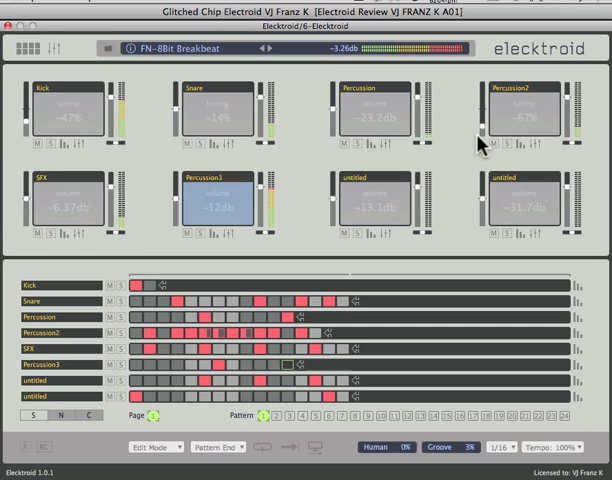 Glitched Chip Electroid VJ Franz K [Electroid Review VJ FRANZ K A01]
Elecktroid/6-Elecktroid
FN-8Bit Breakbeat
-3.26db
elecktroid
Kick
tuning
-47%
M S
Snare
tuning
-14%
M S
Percussion
volume
-23.2db
M S
Percussion2
tuning
-67%
M S
SFX
volume
-6.37db
M S
Percussion3
volume
-12db
M S
untitled
volume
-13.1db
M S
untitled
volume
-31.7db
M S
Kick M S
Snare M S
Percussion M S
Percussion2 M S
SFX M S
Percussion3 M S
untitled M S
untitled M S
S N C Page 1 Pattern 1 2 3 4 5 6 7 8 9 10 11 12 13 14 15 16 17 18 19 20 21 22 23 24
R RC Edit Mode Pattern End Human 0% Groove 3% 1/16 Tempo: 100%
Elecktroid 1.0.1 Licensed to: VJ Franz K